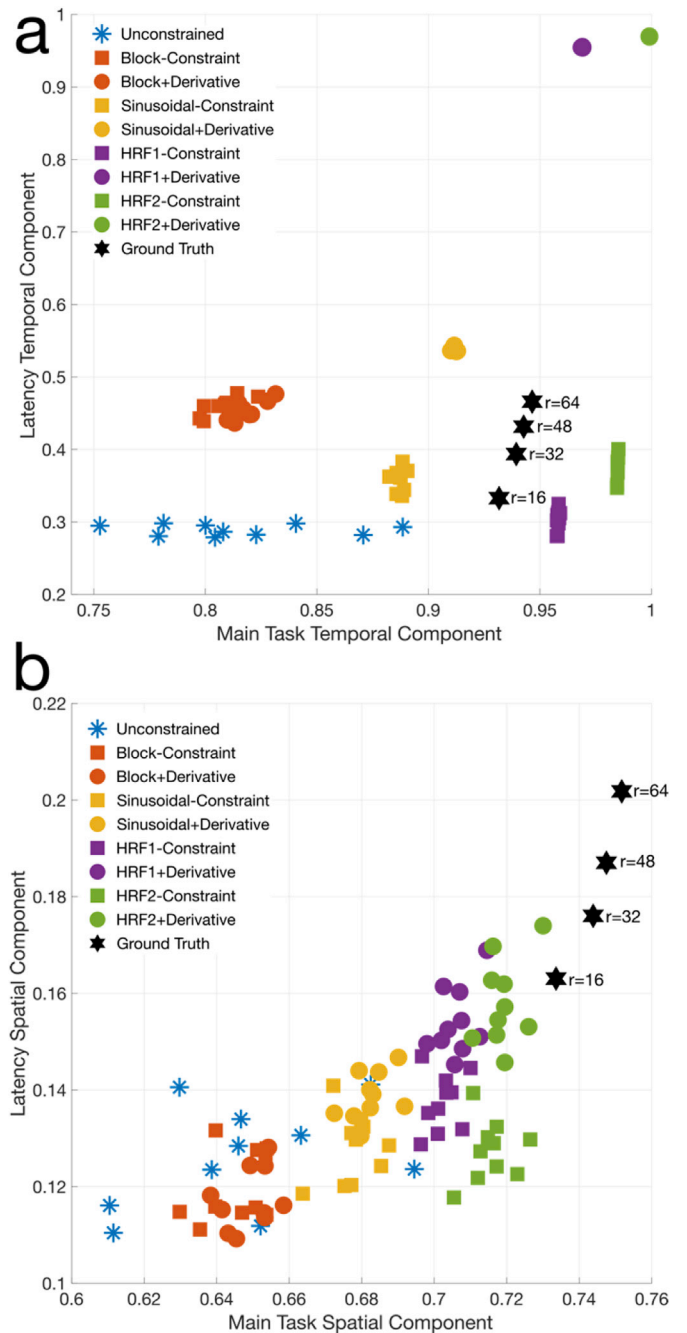 a
1
0.9
0.8
0.7
0.6
0.5
0.4
0.3
0.2
Latency Temporal Component
Unconstrained
Block-Constraint
Block+Derivative
Sinusoidal-Constraint
Sinusoidal+Derivative
HRF1-Constraint
HRF1+Derivative
HRF2-Constraint
HRF2+Derivative
Ground Truth
r=64
r=48
r=32
r=16
0.75
0.8
0.85
0.9
0.95
1
Main Task Temporal Component
b
0.22
0.2
0.18
0.16
0.14
0.12
0.1
Latency Spatial Component
Unconstrained
Block-Constraint
Block+Derivative
Sinusoidal-Constraint
Sinusoidal+Derivative
HRF1-Constraint
HRF1+Derivative
HRF2-Constraint
HRF2+Derivative
Ground Truth
r=64
r=48
r=32
r=16
0.6
0.62
0.64
0.66
0.68
0.7
0.72
0.74
0.76
Main Task Spatial Component